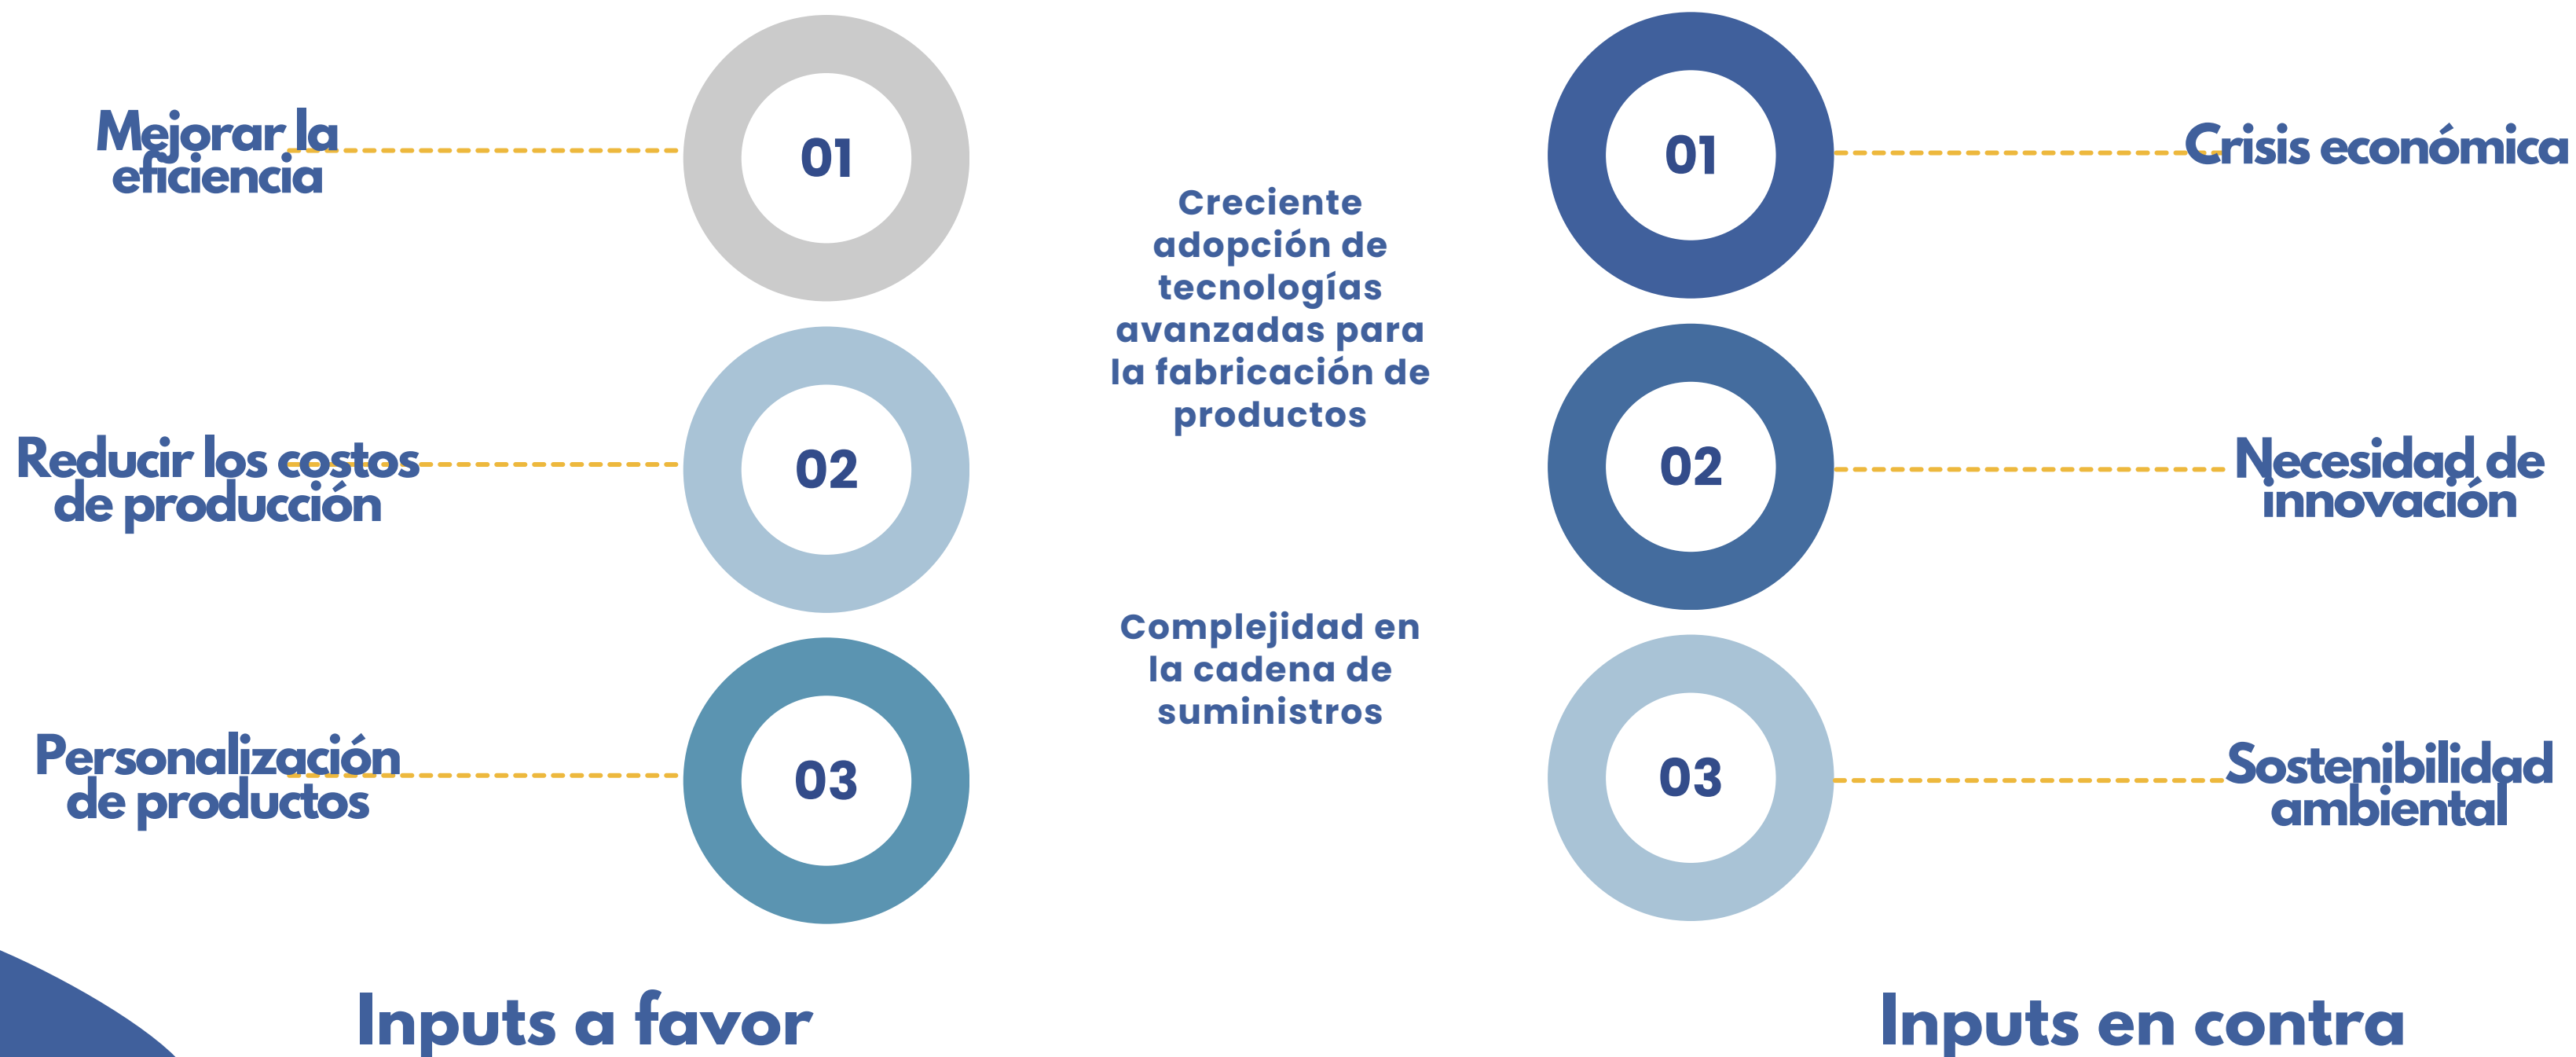 Mejorar la
eficiencia
01
Reducir los costos
de producción
02
Personalización
de productos
03
Inputs a favor
Creciente
adopción de
tecnologías
avanzadas para
la fabricación de
productos
Complejidad en
la cadena de
suministros
01
Crisis económica
02
Necesidad de
innovación
03
Sostenibilidad
ambiental
Inputs en contra